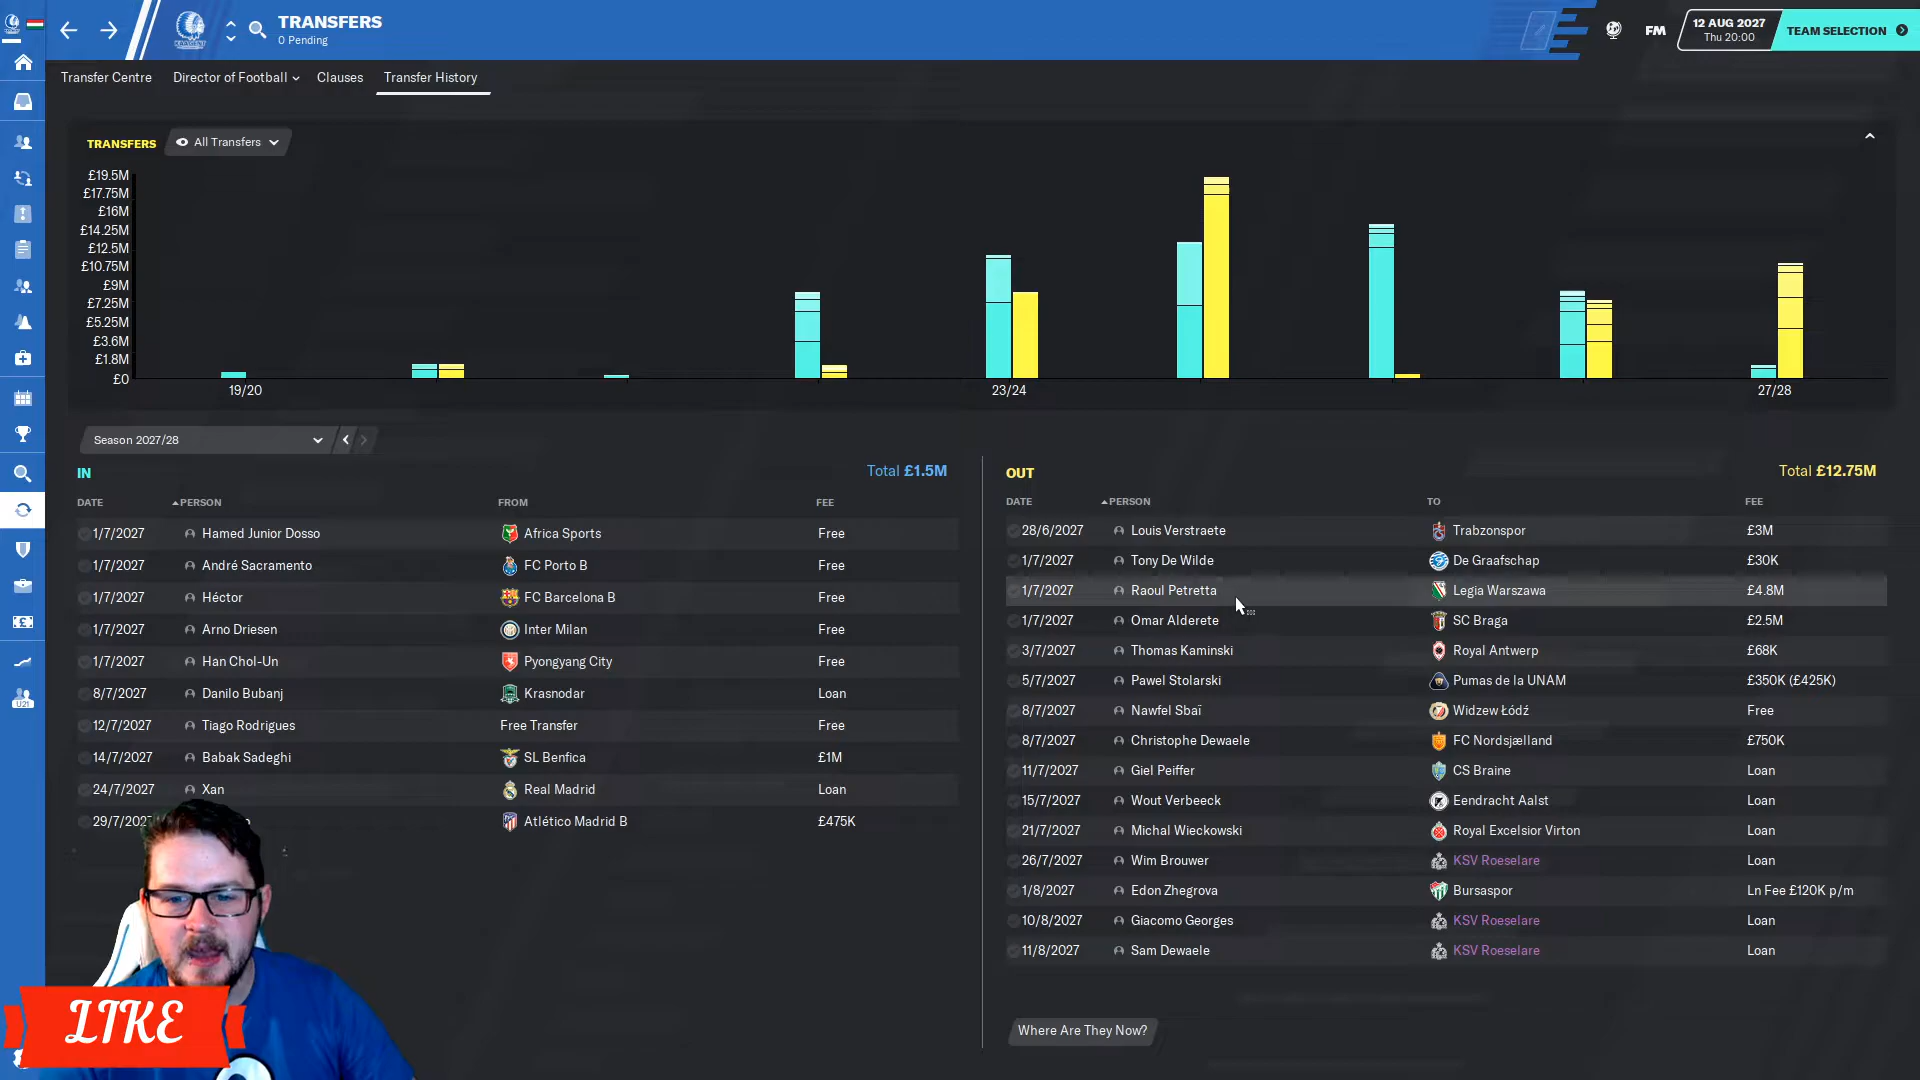 TRANSFERS
0 Pending
FM
12 AUG 2027
Thu 20:00
TEAM SELECTION
Transfer Centre
Director of Football
Clauses
Transfer History
TRANSFERS
All Transfers
£19.5M
£17.75M
£16M
£14.25M
£12.5M
£10.75M
£9M
£7.25M
£5.25M
£3.6M
£1.8M
£0
19/20
23/24
27/28
Season 2027/28
IN
Total £1.5M
DATE PERSON FROM FEE
1/7/2027 Hamed Junior Dosso Africa Sports Free
1/7/2027 André Sacramento FC Porto B Free
1/7/2027 Héctor FC Barcelona B Free
1/7/2027 Arno Driesen Inter Milan Free
1/7/2027 Han Chol-Un Pyongyang City Free
8/7/2027 Danilo Bubanj Krasnodar Loan
12/7/2027 Tiago Rodrigues Free Transfer Free
14/7/2027 Babak Sadeghi SL Benfica £1M
24/7/2027 Xan Real Madrid Loan
29/7/2027 Atlético Madrid B £475K
OUT
Total £12.75M
DATE PERSON TO FEE
28/6/2027 Louis Verstraete Trabzonspor £3M
1/7/2027 Tony De Wilde De Graafschap £30K
1/7/2027 Raoul Petretta Legia Warszawa £4.8M
1/7/2027 Omar Alderete SC Braga £2.5M
3/7/2027 Thomas Kaminski Royal Antwerp £68K
5/7/2027 Pawel Stolarski Pumas de la UNAM £350K (£425K)
8/7/2027 Nawfel Sbaï Widzew Łódź Free
8/7/2027 Christophe Dewaele FC Nordsjælland £750K
11/7/2027 Giel Peiffer CS Braine Loan
15/7/2027 Wout Verbeeck Eendracht Aalst Loan
21/7/2027 Michal Wieckowski Royal Excelsior Virton Loan
26/7/2027 Wim Brouwer KSV Roeselare Loan
1/8/2027 Edon Zhegrova Bursaspor Ln Fee £120K p/m
10/8/2027 Giacomo Georges KSV Roeselare Loan
11/8/2027 Sam Dewaele KSV Roeselare Loan
Where Are They Now?
U21
LIKE